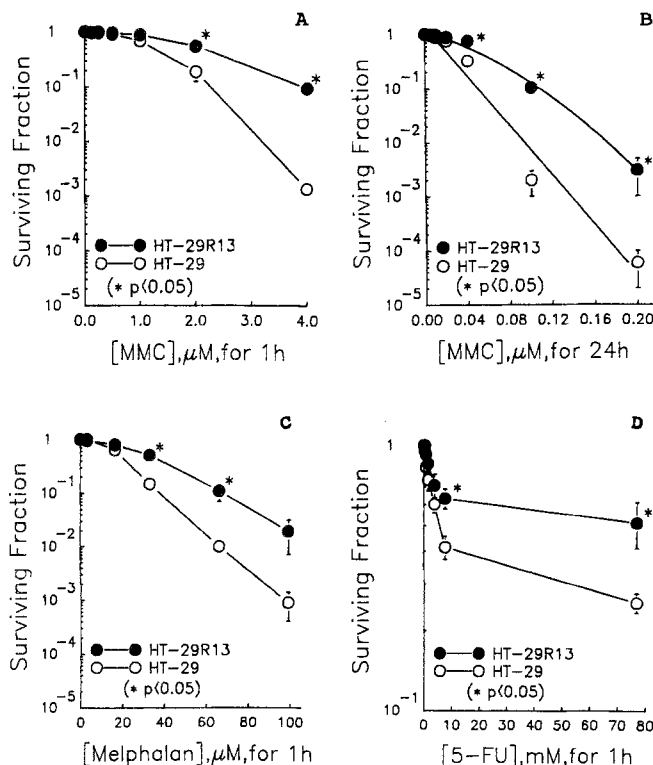 A
Surviving Fraction
1
10-1
10-2
10-3
10-4
10-5
HT-29R13
HT-29
(* p<0.05)
*
*
0.0
1.0
2.0
3.0
4.0
[MMC],μM,for 1h
B
Surviving Fraction
1
10-1
10-2
10-3
10-4
10-5
HT-29R13
HT-29
(* p<0.05)
*
*
*
0.00
0.04
0.08
0.12
0.16
0.20
[MMC],μM,for 24h
C
Surviving Fraction
1
10-1
10-2
10-3
10-4
10-5
HT-29R13
HT-29
(* p<0.05)
*
*
0
20
40
60
80
100
[Melphalan],μM,for 1h
D
Surviving Fraction
1
10-1
HT-29R13
HT-29
(* p<0.05)
*
*
0
10
20
30
40
50
60
70
80
[5-FU],mM,for 1h